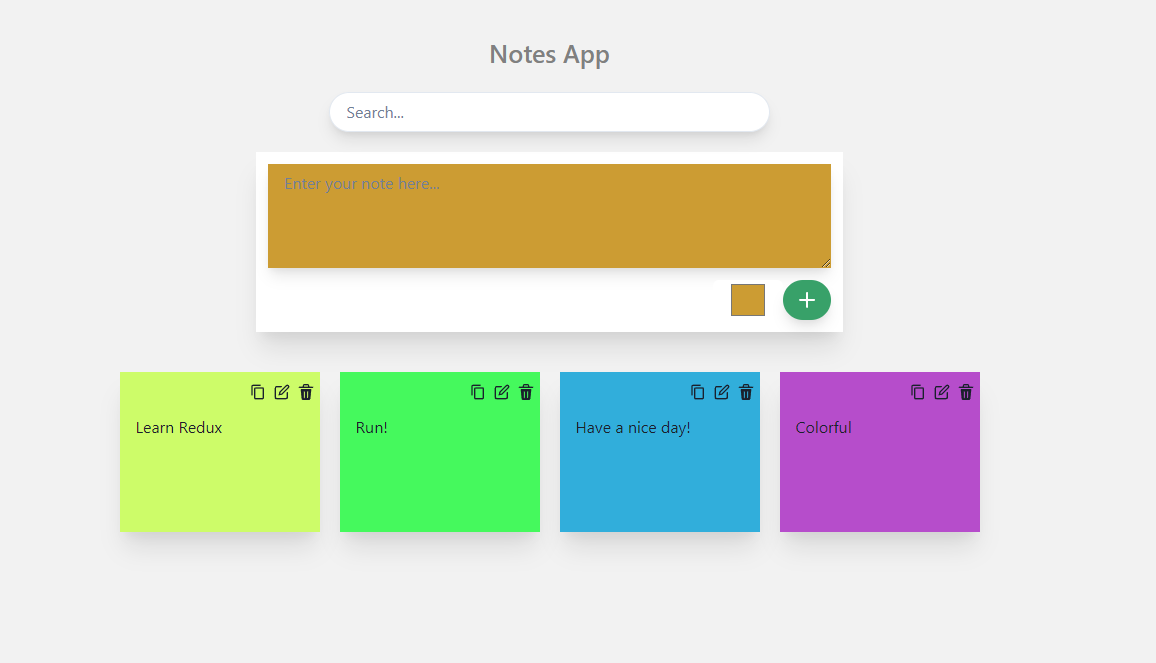 Notes App
Search...
Enter your note here...
Learn Redux
Run!
Have a nice day!
Colorful